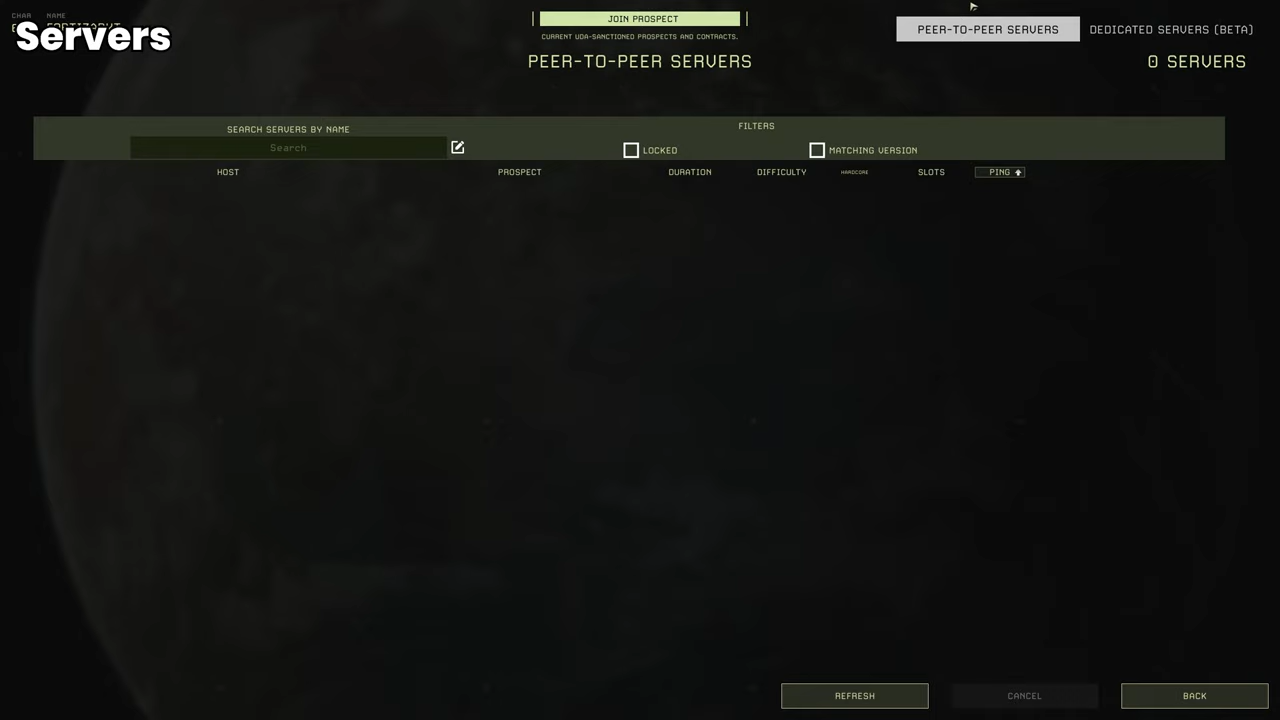 CHAR NAME
Servers
JOIN PROSPECT
CURRENT UDA-SANCTIONED PROSPECTS AND CONTRACTS.
PEER-TO-PEER SERVERS
PEER-TO-PEER SERVERS
DEDICATED SERVERS (BETA)
0 SERVERS
SEARCH SERVERS BY NAME
Search
FILTERS
LOCKED
MATCHING VERSION
HOST PROSPECT DURATION DIFFICULTY HARDCORE SLOTS PING
REFRESH CANCEL BACK